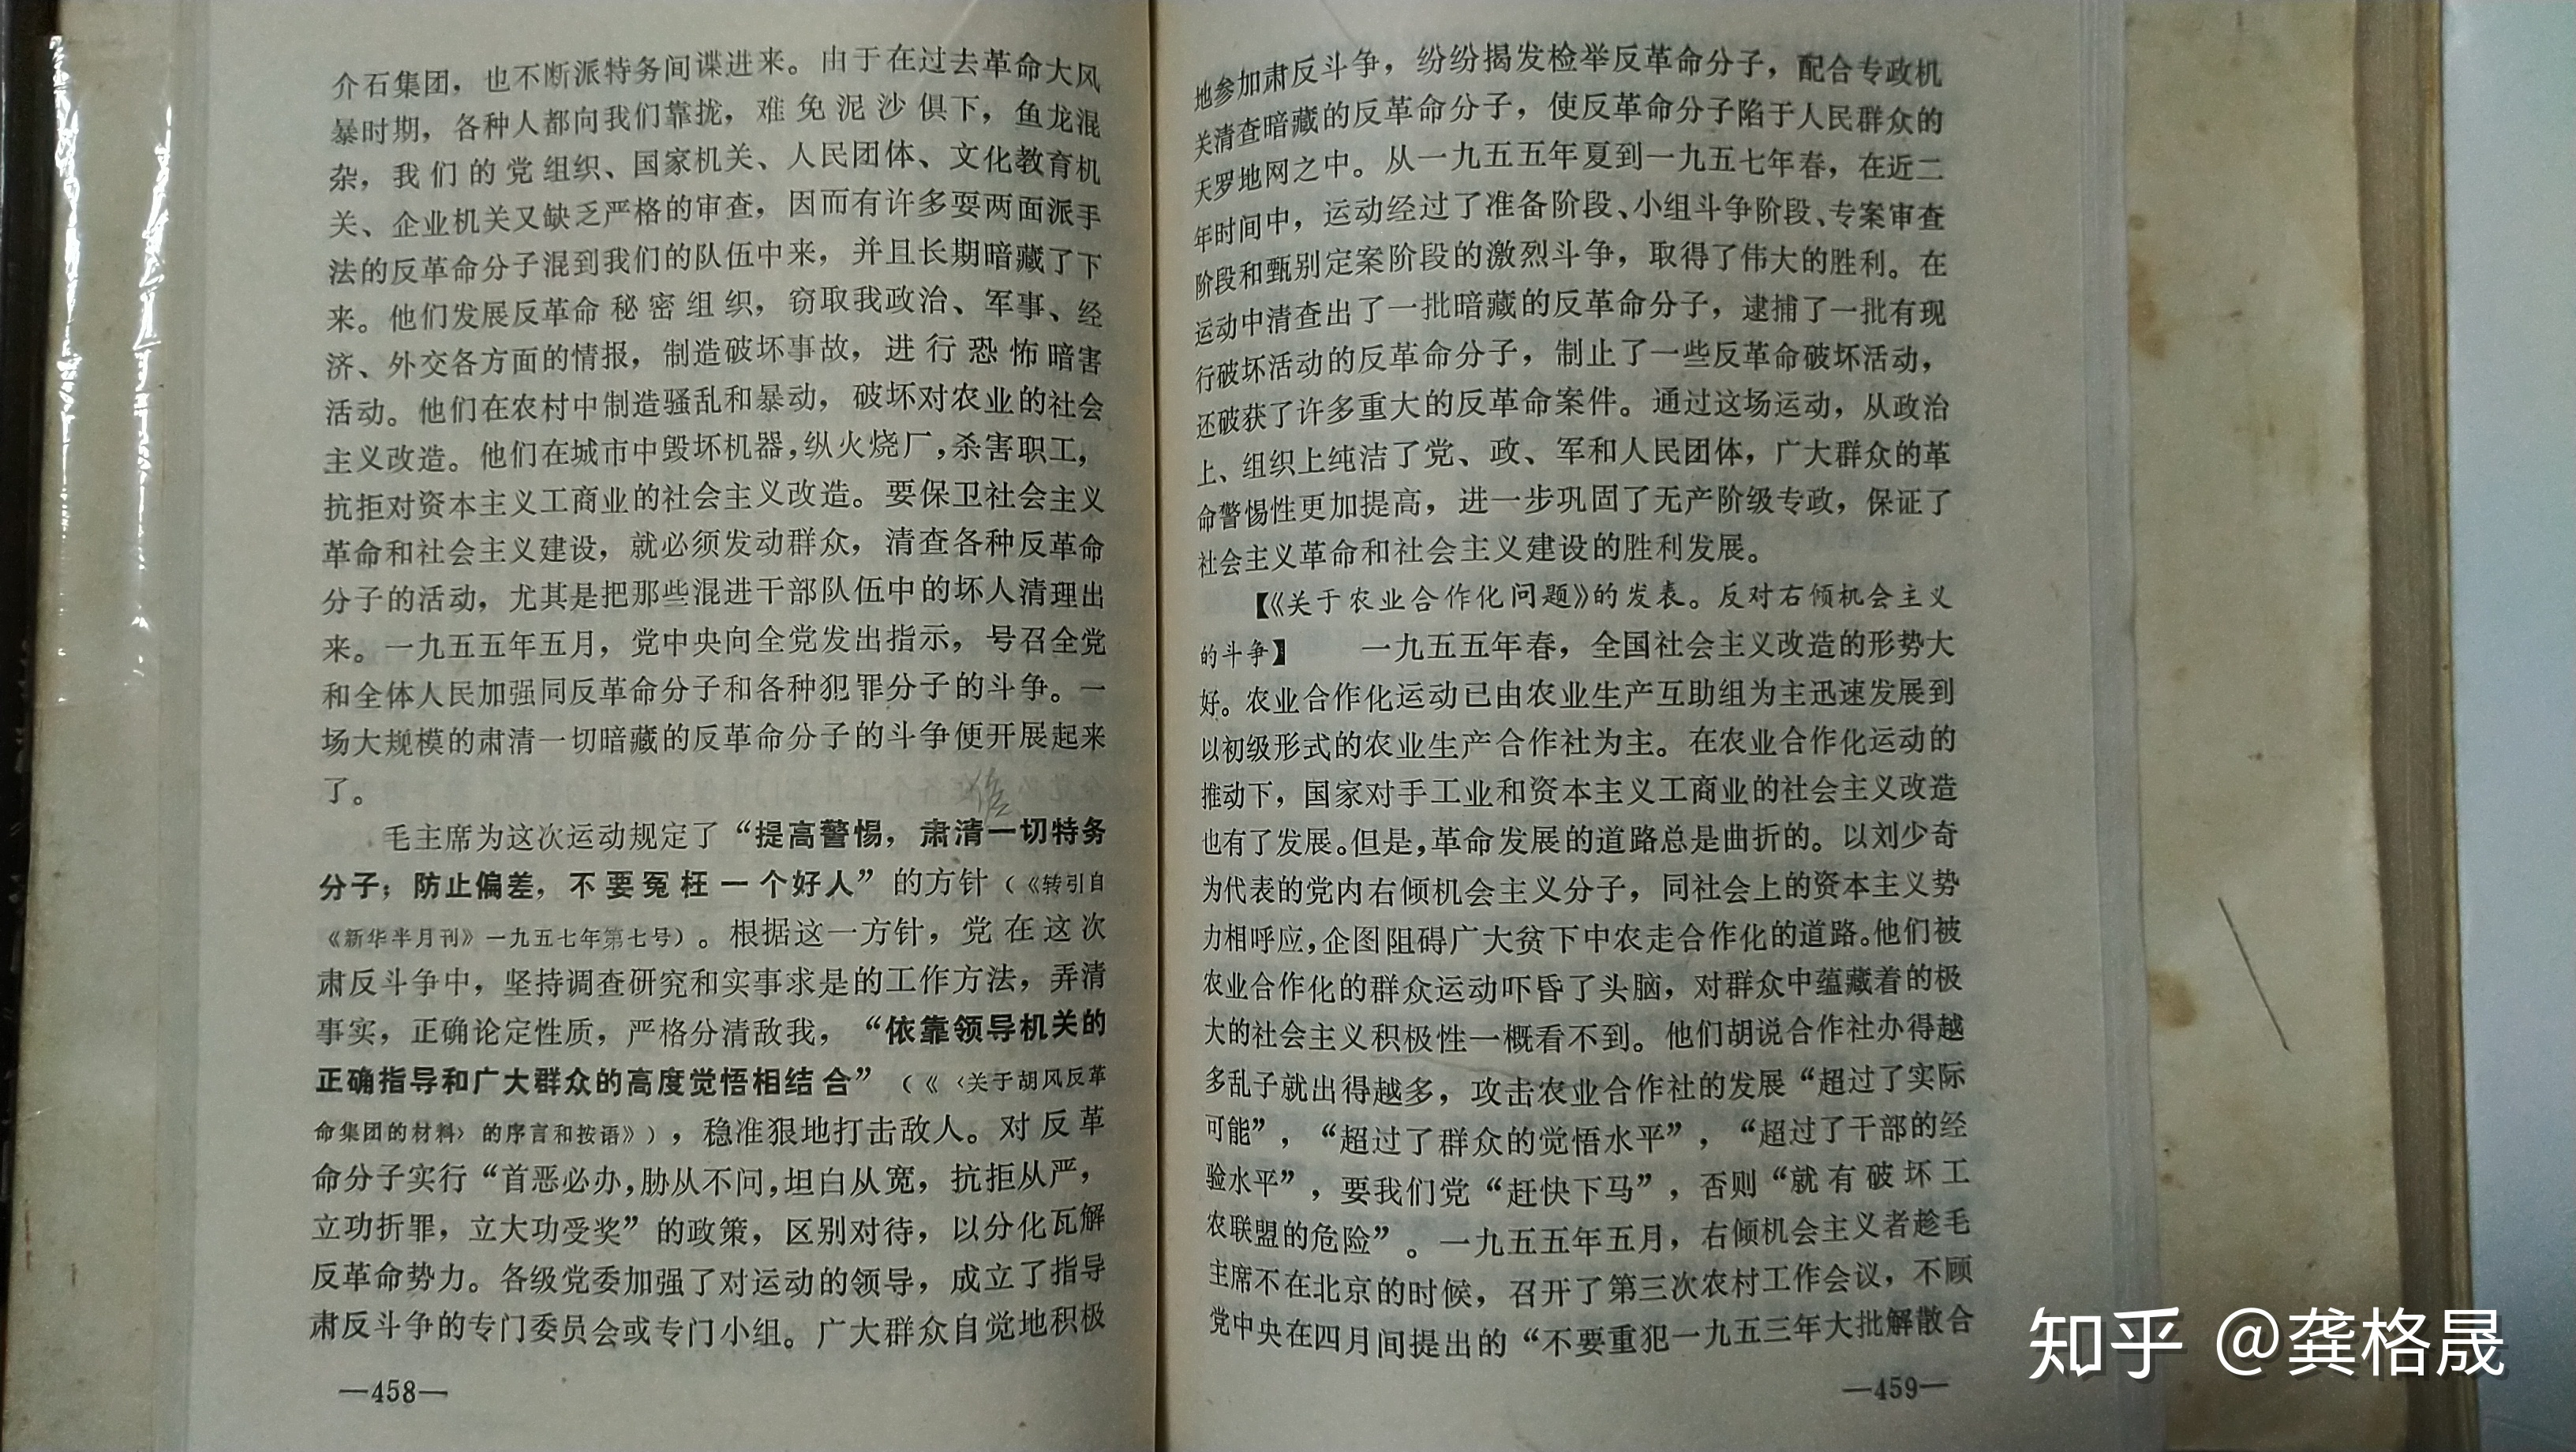 介石集团，也不断派特务间谍进来。由于在过去革命大风
暴时期，各种人都向我们靠拢，难免泥沙俱下，鱼龙混
杂，我们的党组织、国家机关、人民团体、文化教育机
关、企业机关又缺乏严格的审查，因而有许多耍两面派手
法的反革命分子混到我们的队伍中来，并且长期暗藏了下
来。他们发展反革命秘密组织，窃取我政治、军事、经
济、外交各方面的情报，制造破坏事故，进行恐怖暗害
活动。他们在农村中制造骚乱和暴动，破坏对农业的社会
主义改造。他们在城市中毁坏机器，纵火烧厂，杀害职工，
抗拒对资本主义工商业的社会主义改造。要保卫社会主义
革命和社会主义建设，就必须发动群众，清查各种反革命
分子的活动，尤其是把那些混进干部队伍中的坏人清理出
来。一九五五年五月，党中央向全党发出指示，号召全党
和全体人民加强同反革命分子和各种犯罪分子的斗争。一
场大规模的肃清一切暗藏的反革命分子的斗争便开展起来
了。
毛主席为这次运动规定了“提高警惕，肃清一切特务
分子；防止偏差，不要冤枉一个好人”的方针（《转引自
《新华半月刊》一九五七年第七号）。根据这一方针，党在这次
肃反斗争中，坚持调查研究和实事求是的工作方法，弄清
事实，正确论定性质，严格分清敌我，“依靠领导机关的
正确指导和广大群众的高度觉悟相结合”（《〈关于胡风反革
命集团的材料〉的序言和按语》），稳准狠地打击敌人。对反革
命分子实行“首恶必办，胁从不问，坦白从宽，抗拒从严，
立功折罪，立大功受奖”的政策，区别对待，以分化瓦解
反革命势力。各级党委加强了对运动的领导，成立了指导
肃反斗争的专门委员会或专门小组。广大群众自觉地积极
—458—
地参加肃反斗争，纷纷揭发检举反革命分子，配合专政机
关清查暗藏的反革命分子，使反革命分子陷于人民群众的
天罗地网之中。从一九五五年夏到一九五七年春，在近二
年时间中，运动经过了准备阶段、小组斗争阶段、专案审查
阶段和甄别定案阶段的激烈斗争，取得了伟大的胜利。在
运动中清查出了一批暗藏的反革命分子，逮捕了一批有现
行破坏活动的反革命分子，制止了一些反革命破坏活动，
还破获了许多重大的反革命案件。通过这场运动，从政治
上、组织上纯洁了党、政、军和人民团体，广大群众的革
命警惕性更加提高，进一步巩固了无产阶级专政，保证了
社会主义革命和社会主义建设的胜利发展。
【《关于农业合作化问题》的发表。反对右倾机会主义
的斗争】 一九五五年春，全国社会主义改造的形势大
好。农业合作化运动已由农业生产互助组为主迅速发展到
以初级形式的农业生产合作社为主。在农业合作化运动的
推动下，国家对手工业和资本主义工商业的社会主义改造
也有了发展。但是，革命发展的道路总是曲折的。以刘少奇
为代表的党内右倾机会主义分子，同社会上的资本主义势
力相呼应，企图阻碍广大贫下中农走合作化的道路。他们被
农业合作化的群众运动吓昏了头脑，对群众中蕴藏着的极
大的社会主义积极性一概看不到。他们胡说合作社办得越
多乱子就出得越多，攻击农业合作社的发展“超过了实际
可能”，“超过了群众的觉悟水平”，“超过了干部的经
验水平”，要我们党“赶快下马”，否则“就有破坏工
农联盟的危险”。一九五五年五月，右倾机会主义者趁毛
主席不在北京的时候，召开了第三次农村工作会议，不顾
党中央在四月间提出的“不要重犯一九五三年大批解散合
—459—
知乎 @龚格晟